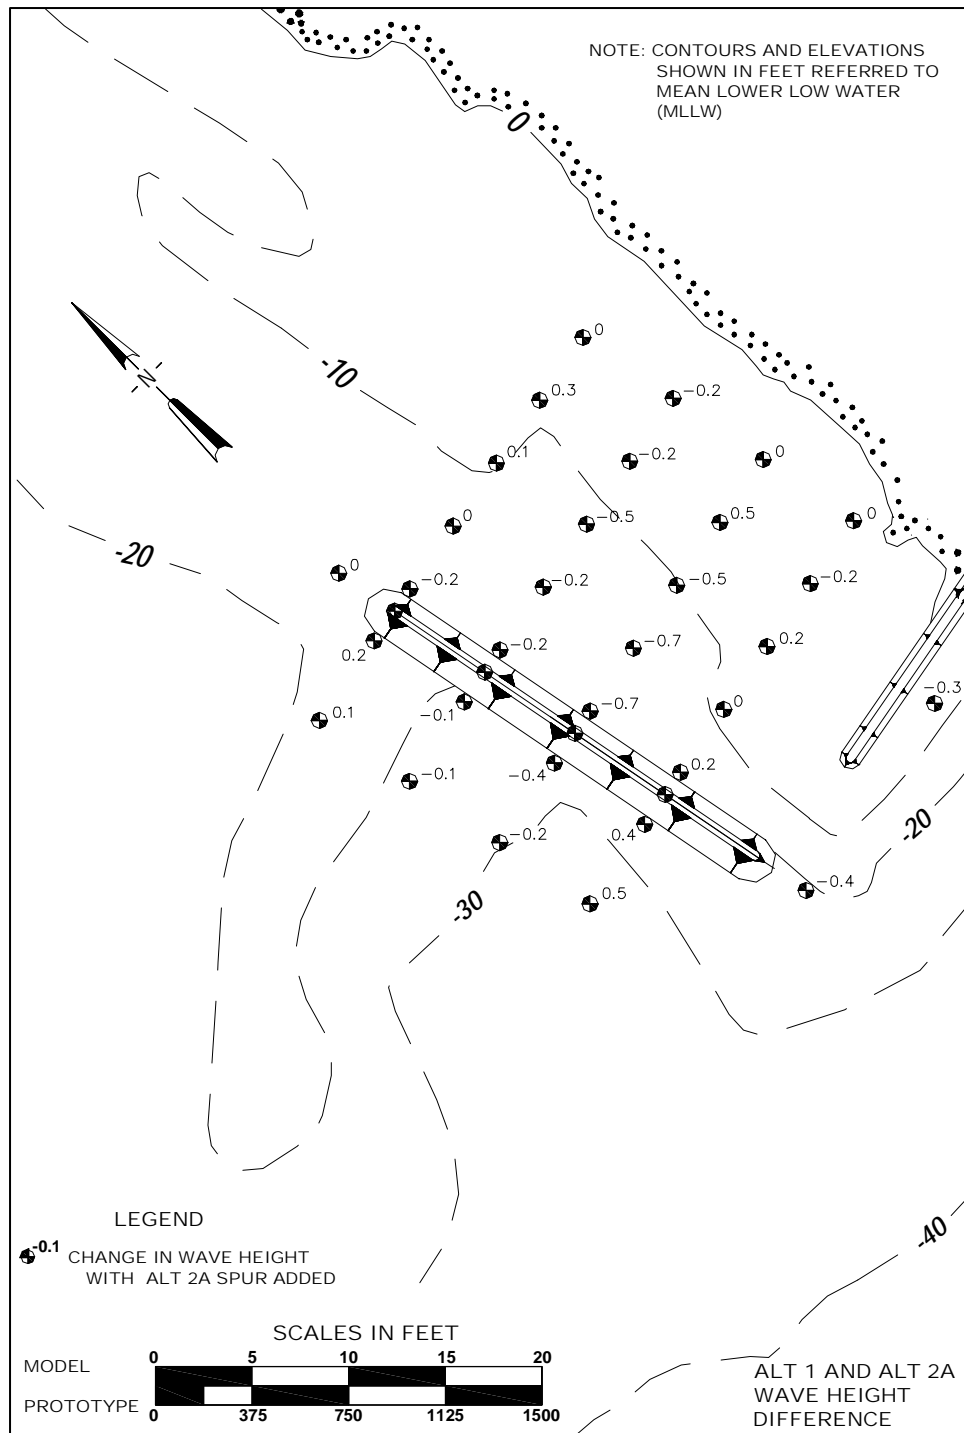 NOTE: CONTOURS AND ELEVATIONS
SHOWN IN FEET REFERRED TO
MEAN LOWER LOW WATER
(MLLW)
0
0
-10
0.3
-0.2
N
0.1
-0.2
0
0
-0.5
0.5
0
-20
0
-0.2
-0.2
-0.5
-0.2
0.2
-0.2
-0.7
0.2
-0.3
0.1
-0.1
-0.7
0
-0.1
-0.4
0.2
-20
-0.2
0.4
-0.4
-30
0.5
LEGEND
-0.1
CHANGE IN WAVE HEIGHT
WITH ALT 2A SPUR ADDED
-40
SCALES IN FEET
MODEL
0 5 10 15 20
PROTOTYPE
0 375 750 1125 1500
ALT 1 AND ALT 2A
WAVE HEIGHT
DIFFERENCE